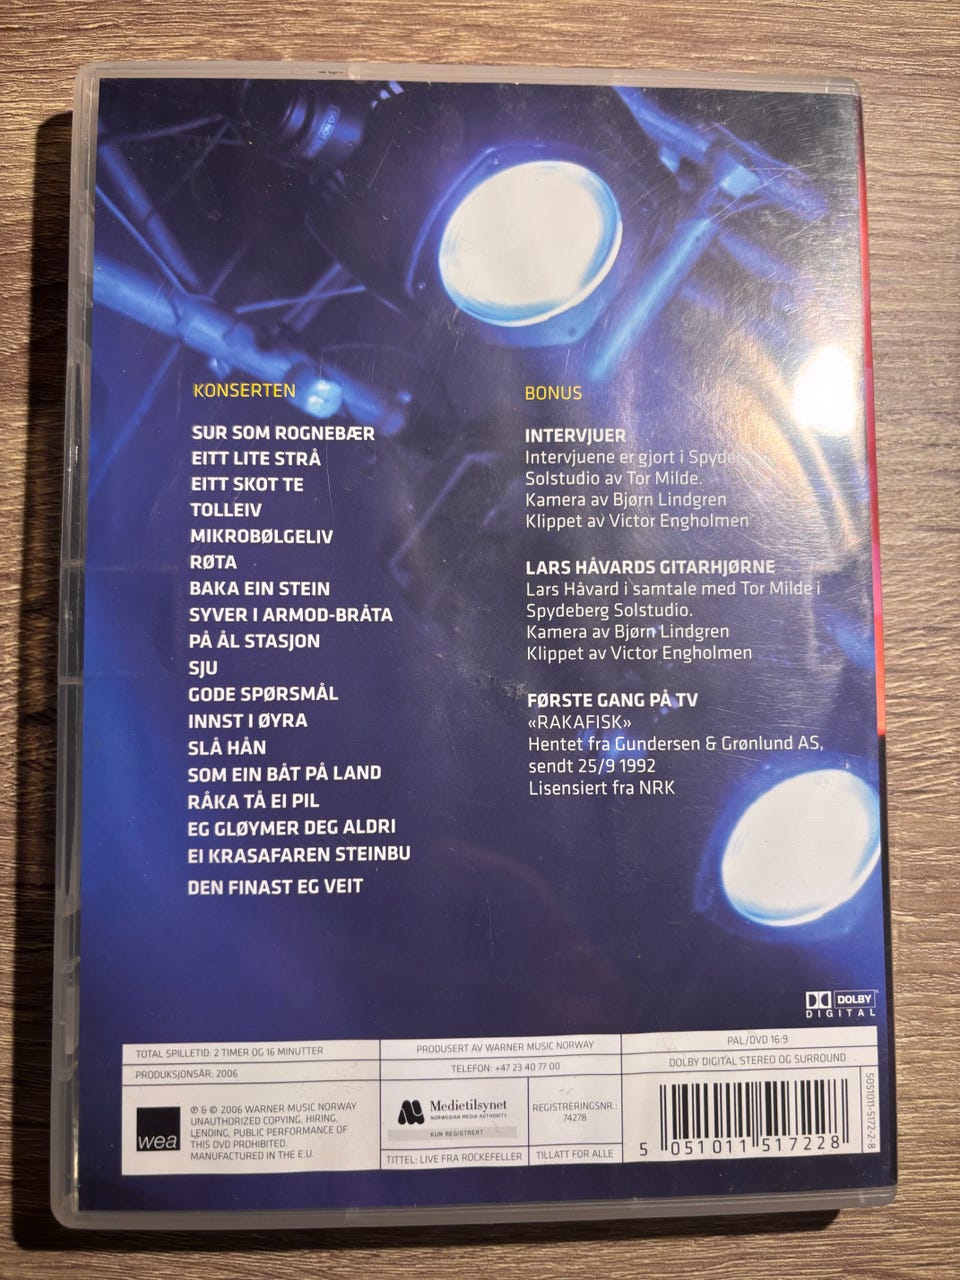 KONSERTEN
SUR SOM ROGNEBÆR
EITT LITE STRÅ
EITT SKOT TE
TOLLEIV
MIKROBØLGELIV
RØTA
BAKA EIN STEIN
SYVER I ARMOD-BRÅTA
PÅ ÅL STASJON
SJU
GODE SPØRSMÅL
INNST I ØYRA
SLÅ HÅN
SOM EIN BÅT PÅ LAND
RÅKA TÅ EI PIL
EG GLØYMER DEG ALDRI
EI KRASAFAREN STEINBU
DEN FINAST EG VEIT
BONUS
INTERVJUER
Intervjuene er gjort i
Solstudio av Tor Milde.
Kamera av Bjørn Lindgren
Klippet av Victor Engholmen
LARS HÅVARDS GITARHJØRNE
Lars Håvard i samtale med Tor Milde i
Spydeberg Solstudio.
Kamera av Bjørn Lindgren
Klippet av Victor Engholmen
FØRSTE GANG PÅ TV
«RAKAFISK»
Hentet fra Gundersen & Grønlund AS,
sendt 25/9 1992
Lisensiert fra NRK
DOLBY
DIGITAL
TOTAL SPILLETID: 2 TIMER OG 16 MINUTTER
PRODUKSJONSÅR: 2006
wea
℗ & © 2006 WARNER MUSIC NORWAY
UNAUTHORIZED COPYING, HIRING,
LENDING, PUBLIC PERFORMANCE OF
THIS DVD PROHIBITED.
MANUFACTURED IN THE E.U.
PRODUSERT AV WARNER MUSIC NORWAY
TELEFON: +47 23 40 77 00
Medietilsynet
NORWEGIAN MEDIA AUTHORITY
KUN REGISTRERT
REGISTRERINGSNR.:
74278
TITTEL: LIVE FRA ROCKEFELLER
TILLATT FOR ALLE
PAL/DVD 16:9
DOLBY DIGITAL STEREO OG SURROUND
5 051011 517228
5051011-5172-2-8